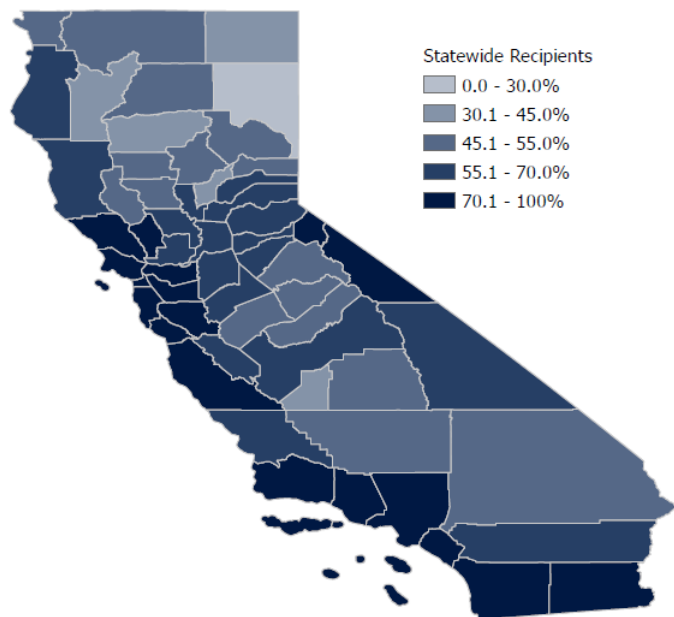 Statewide Recipients
0.0 - 30.0%
30.1 - 45.0%
45.1 - 55.0%
55.1 - 70.0%
70.1 - 100%